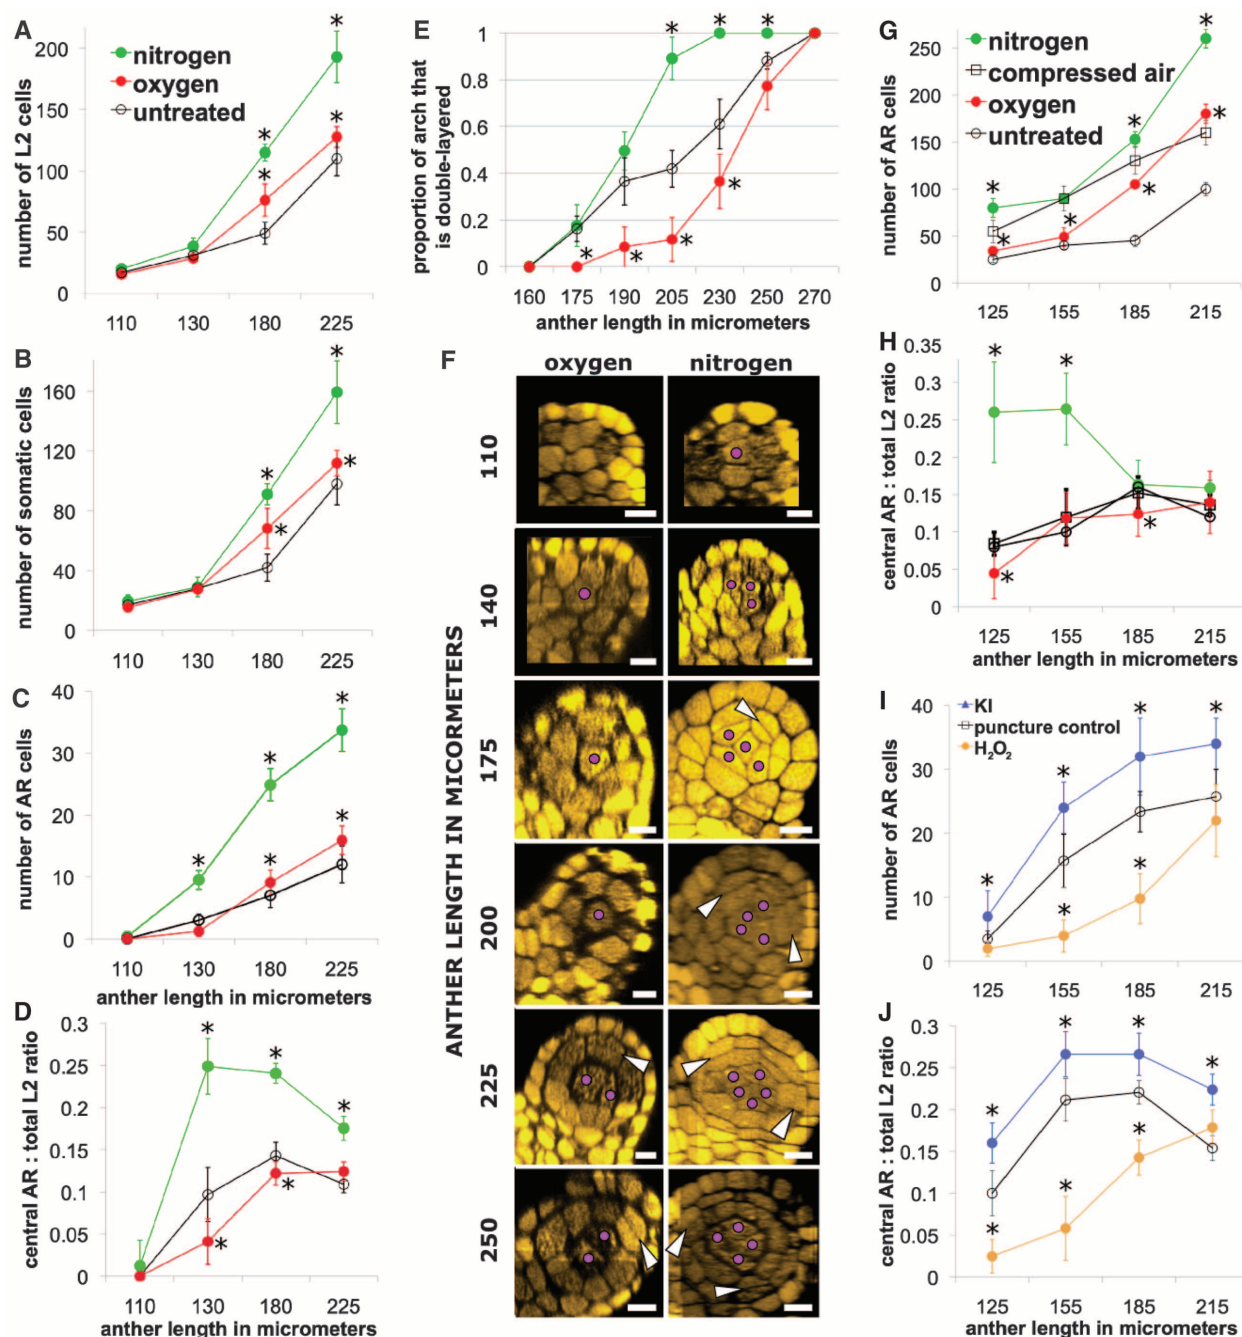 A
number of L2 cells
200
150
100
50
0
nitrogen
oxygen
untreated
*
*
*
*
110 130 180 225
B
number of somatic cells
160
120
80
40
0
*
*
*
*
110 130 180 225
C
number of AR cells
40
30
20
10
0
*
*
*
*
*
110 130 180 225
anther length in micrometers
D
central AR : total L2 ratio
0.3
0.25
0.2
0.15
0.1
0.05
0
*
*
*
*
*
110 130 180 225
anther length in micrometers
E
proportion of arch that
is double-layered
1
0.8
0.6
0.4
0.2
0
* * *
*
*
*
*
160 175 190 205 230 250 270
anther length in micrometers
F
oxygen nitrogen
ANTHER LENGTH IN MICORMETERS
110
140
175
200
225
250
G
number of AR cells
250
200
150
100
50
0
nitrogen
compressed air
oxygen
untreated
*
*
*
*
*
*
*
125 155 185 215
H
central AR : total L2 ratio
0.35
0.3
0.25
0.2
0.15
0.1
0.05
0
*
*
*
*
125 155 185 215
anther length in micrometers
I
number of AR cells
40
30
20
10
0
KI
puncture control
H₂O₂
*
*
*
*
*
*
125 155 185 215
J
central AR : total L2 ratio
0.3
0.25
0.2
0.15
0.1
0.05
0
*
*
*
*
*
*
*
125 155 185 215
anther length in micrometers